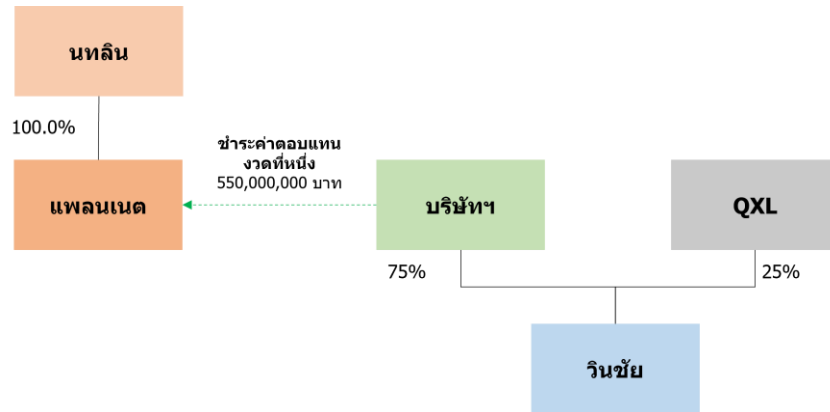 นทลิน
100.0%
ชำระค่าตอบแทน
งวดที่หนึ่ง
550,000,000 บาท
แพลนเนต
บริษัทฯ
QXL
75%
25%
วินชัย